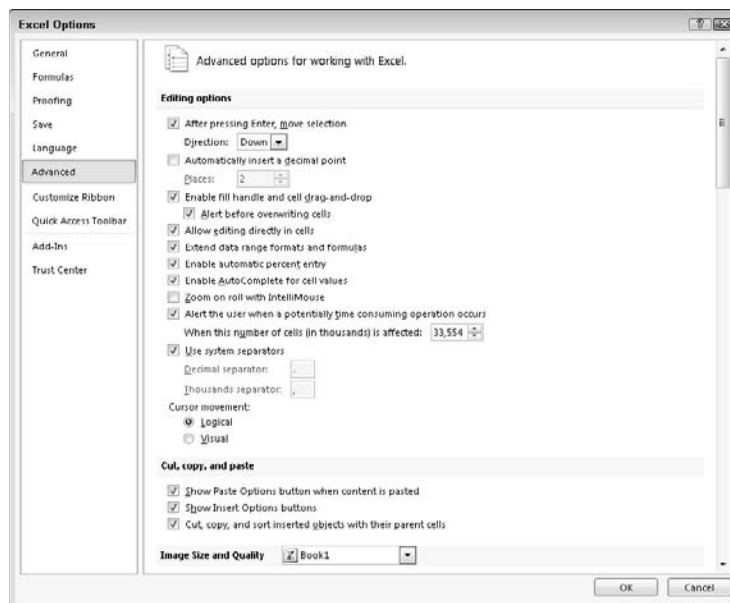 Excel Options
General
Formulas
Proofing
Save
Language
Advanced
Customize Ribbon
Quick Access Toolbar
Add-Ins
Trust Center
Advanced options for working with Excel.
Editing options
After pressing Enter, move selection
Direction: Down
Automatically insert a decimal point
Places: 2
Enable fill handle and cell drag-and-drop
Alert before overwriting cells
Allow editing directly in cells
Extend data range formats and formulas
Enable automatic percent entry
Enable AutoComplete for cell values
Zoom on roll with IntelliMouse
Alert the user when a potentially time consuming operation occurs
When this number of cells (in thousands) is affected: 33,554
Use system separators
Decimal separator: .
Thousands separator: ,
Cursor movement:
Logical
Visual
Cut, copy, and paste
Show Paste Options button when content is pasted
Show Insert Options buttons
Cut, copy, and sort inserted objects with their parent cells
Image Size and Quality Book1
OK Cancel